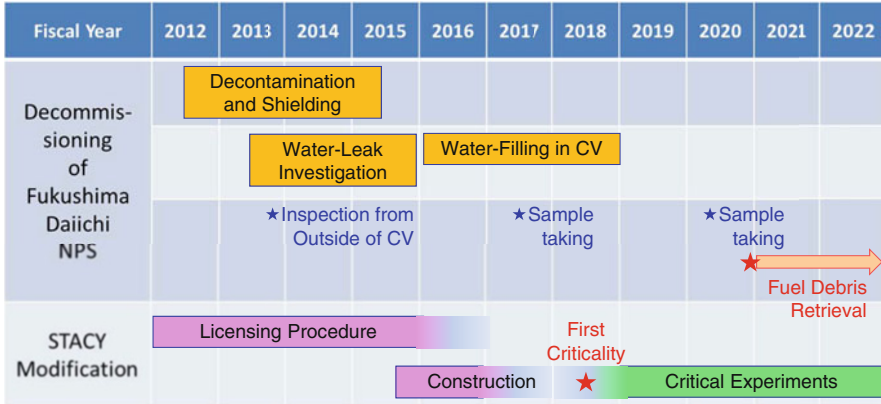 Fiscal Year 2012 2013 2014 2015 2016 2017 2018 2019 2020 2021 2022
Decommis-
sioning
of
Fukushima
Daiichi
NPS
Decontamination
and Shielding
Water-Leak
Investigation
Water-Filling in CV
★Inspection from
Outside of CV
★Sample
taking
★Sample
taking
Fuel Debris
Retrieval
STACY
Modification
Licensing Procedure
First
Criticality
Construction
Critical Experiments